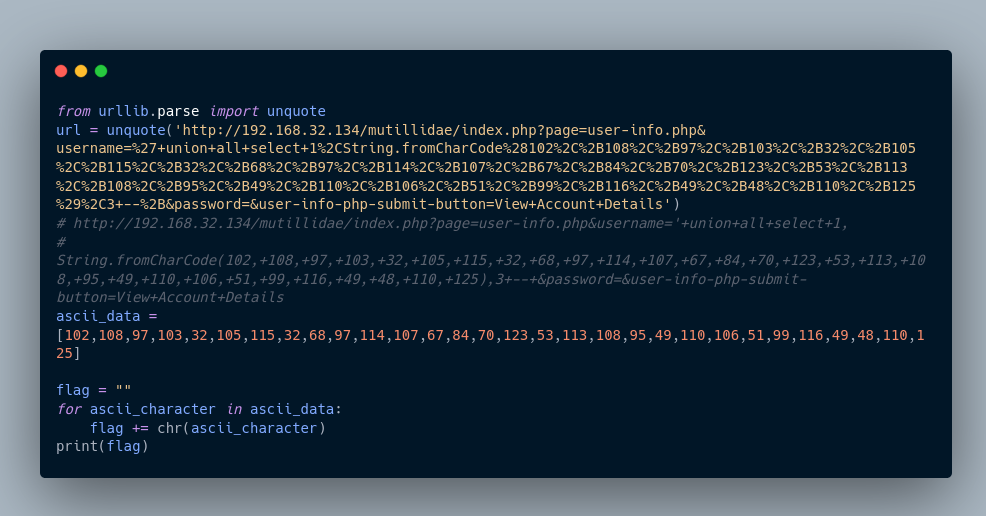 from urllib.parse import unquote
url = unquote('http://192.168.32.134/mutillidae/index.php?page=user-info.php&
username=%27+union+all+select+1%2CString.fromCharCode%28102%2C%2B108%2C%2B97%2C%2B103%2C%2B32%2C%2B105
%2C%2B115%2C%2B32%2C%2B68%2C%2B97%2C%2B114%2C%2B107%2C%2B67%2C%2B84%2C%2B70%2C%2B123%2C%2B53%2C%2B113
%2C%2B108%2C%2B95%2C%2B49%2C%2B110%2C%2B106%2C%2B51%2C%2B99%2C%2B116%2C%2B49%2C%2B48%2C%2B110%2C%2B125
%29%2C3+--%2B&password=&user-info-php-submit-button=View+Account+Details')
# http://192.168.32.134/mutillidae/index.php?page=user-info.php&username='+union+all+select+1,
#
String.fromCharCode(102,+108,+97,+103,+32,+105,+115,+32,+68,+97,+114,+107,+67,+84,+70,+123,+53,+113,+10
8,+95,+49,+110,+106,+51,+99,+116,+49,+48,+110,+125),3+--+&password=&user-info-php-submit-
button=View+Account+Details
ascii_data =
[102,108,97,103,32,105,115,32,68,97,114,107,67,84,70,123,53,113,108,95,49,110,106,51,99,116,49,48,110,1
25]
flag = ""
for ascii_character in ascii_data:
    flag += chr(ascii_character)
print(flag)